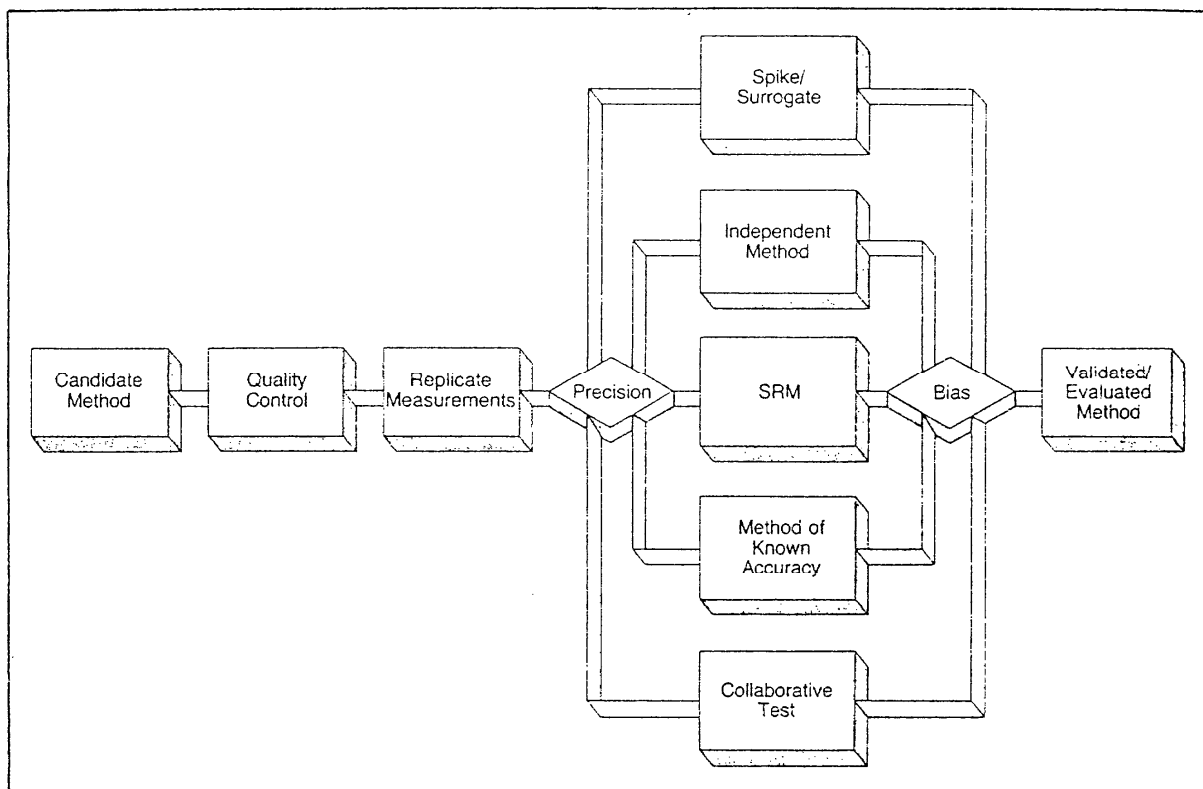 Spike/
Surrogate
Independent
Method
Candidate
Method
Quality
Control
Replicate
Measurements
Precision
SRM
Bias
Validated/
Evaluated
Method
Method of
Known
Accuracy
Collaborative
Test